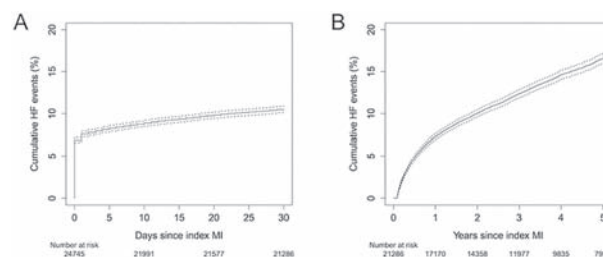 A
20
15
10
5
0
Cumulative HF events (%)
0 5 10 15 20 25 30
Days since index MI
Number at risk
24745 21991 21577 21286
B
20
15
10
5
0
Cumulative HF events (%)
0 1 2 3 4 5
Years since index MI
Number at risk
21286 17170 14358 11977 9835 79